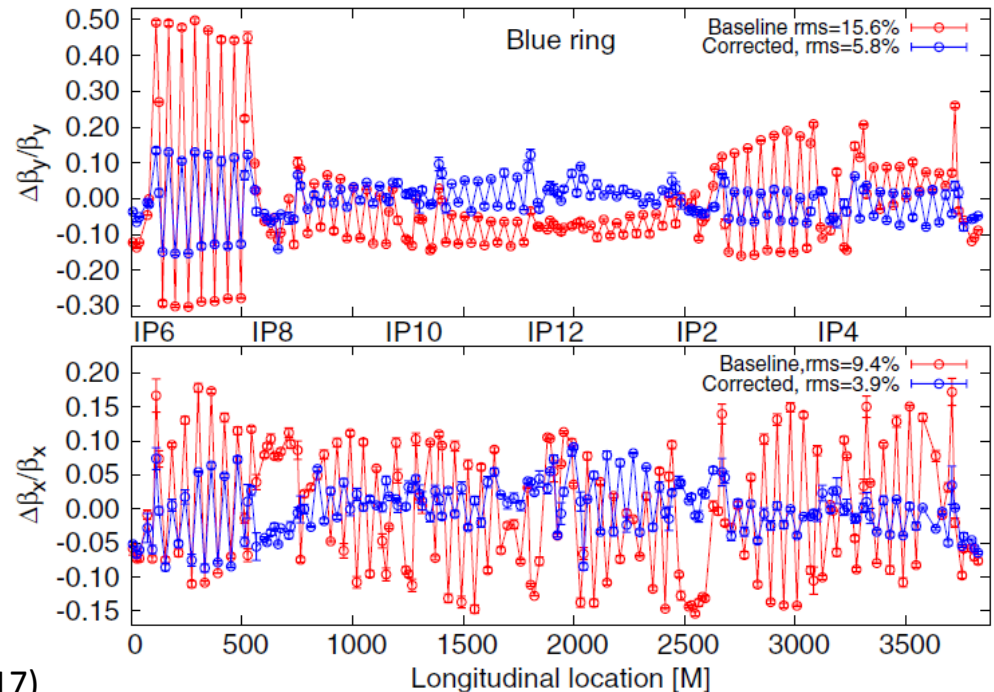 Blue ring
Baseline rms=15.6%
Corrected, rms=5.8%
Δβy/βy
0.50
0.40
0.30
0.20
0.10
0.00
-0.10
-0.20
-0.30
IP6 IP8 IP10 IP12 IP2 IP4
Baseline,rms=9.4%
Corrected, rms=3.9%
Δβx/βx
0.20
0.15
0.10
0.05
0.00
-0.05
-0.10
-0.15
0 500 1000 1500 2000 2500 3000 3500
Longitudinal location [M]
17)